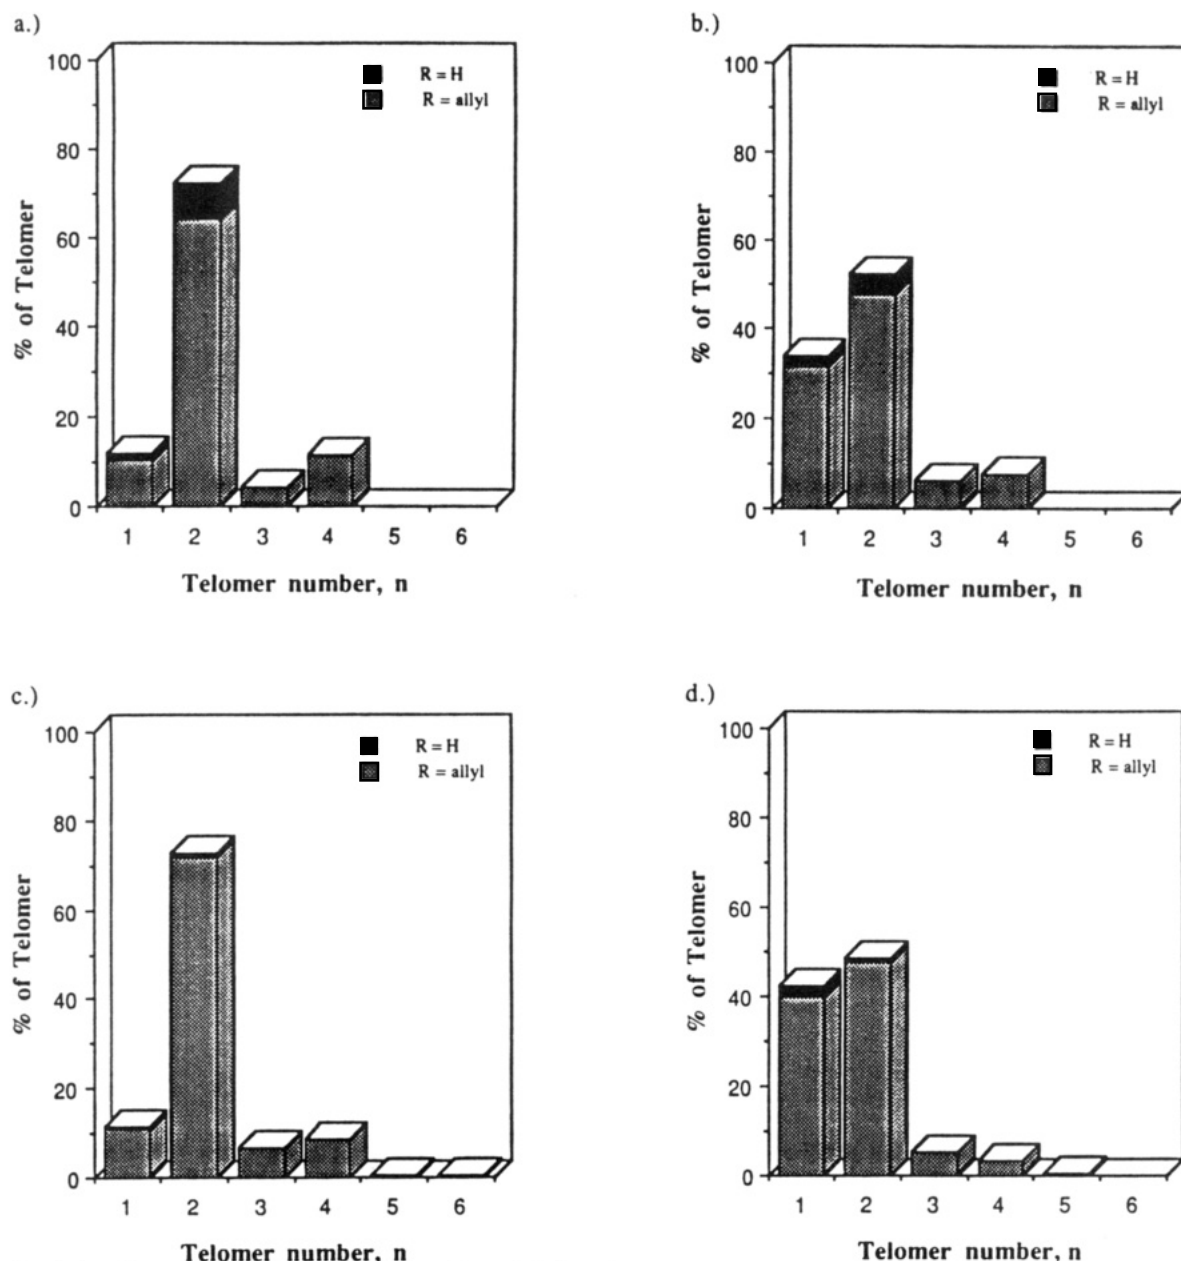 a.)
100
80
60
40
20
0
% of Telomer
R = H
R = allyl
1 2 3 4 5 6
Telomer number, n
b.)
100
80
60
40
20
0
% of Telomer
R = H
R = allyl
1 2 3 4 5 6
Telomer number, n
c.)
100
80
60
40
20
0
% of Telomer
R = H
R = allyl
1 2 3 4 5 6
Telomer number, n
d.)
100
80
60
40
20
0
% of Telomer
R = H
R = allyl
1 2 3 4 5 6
Telomer number, n